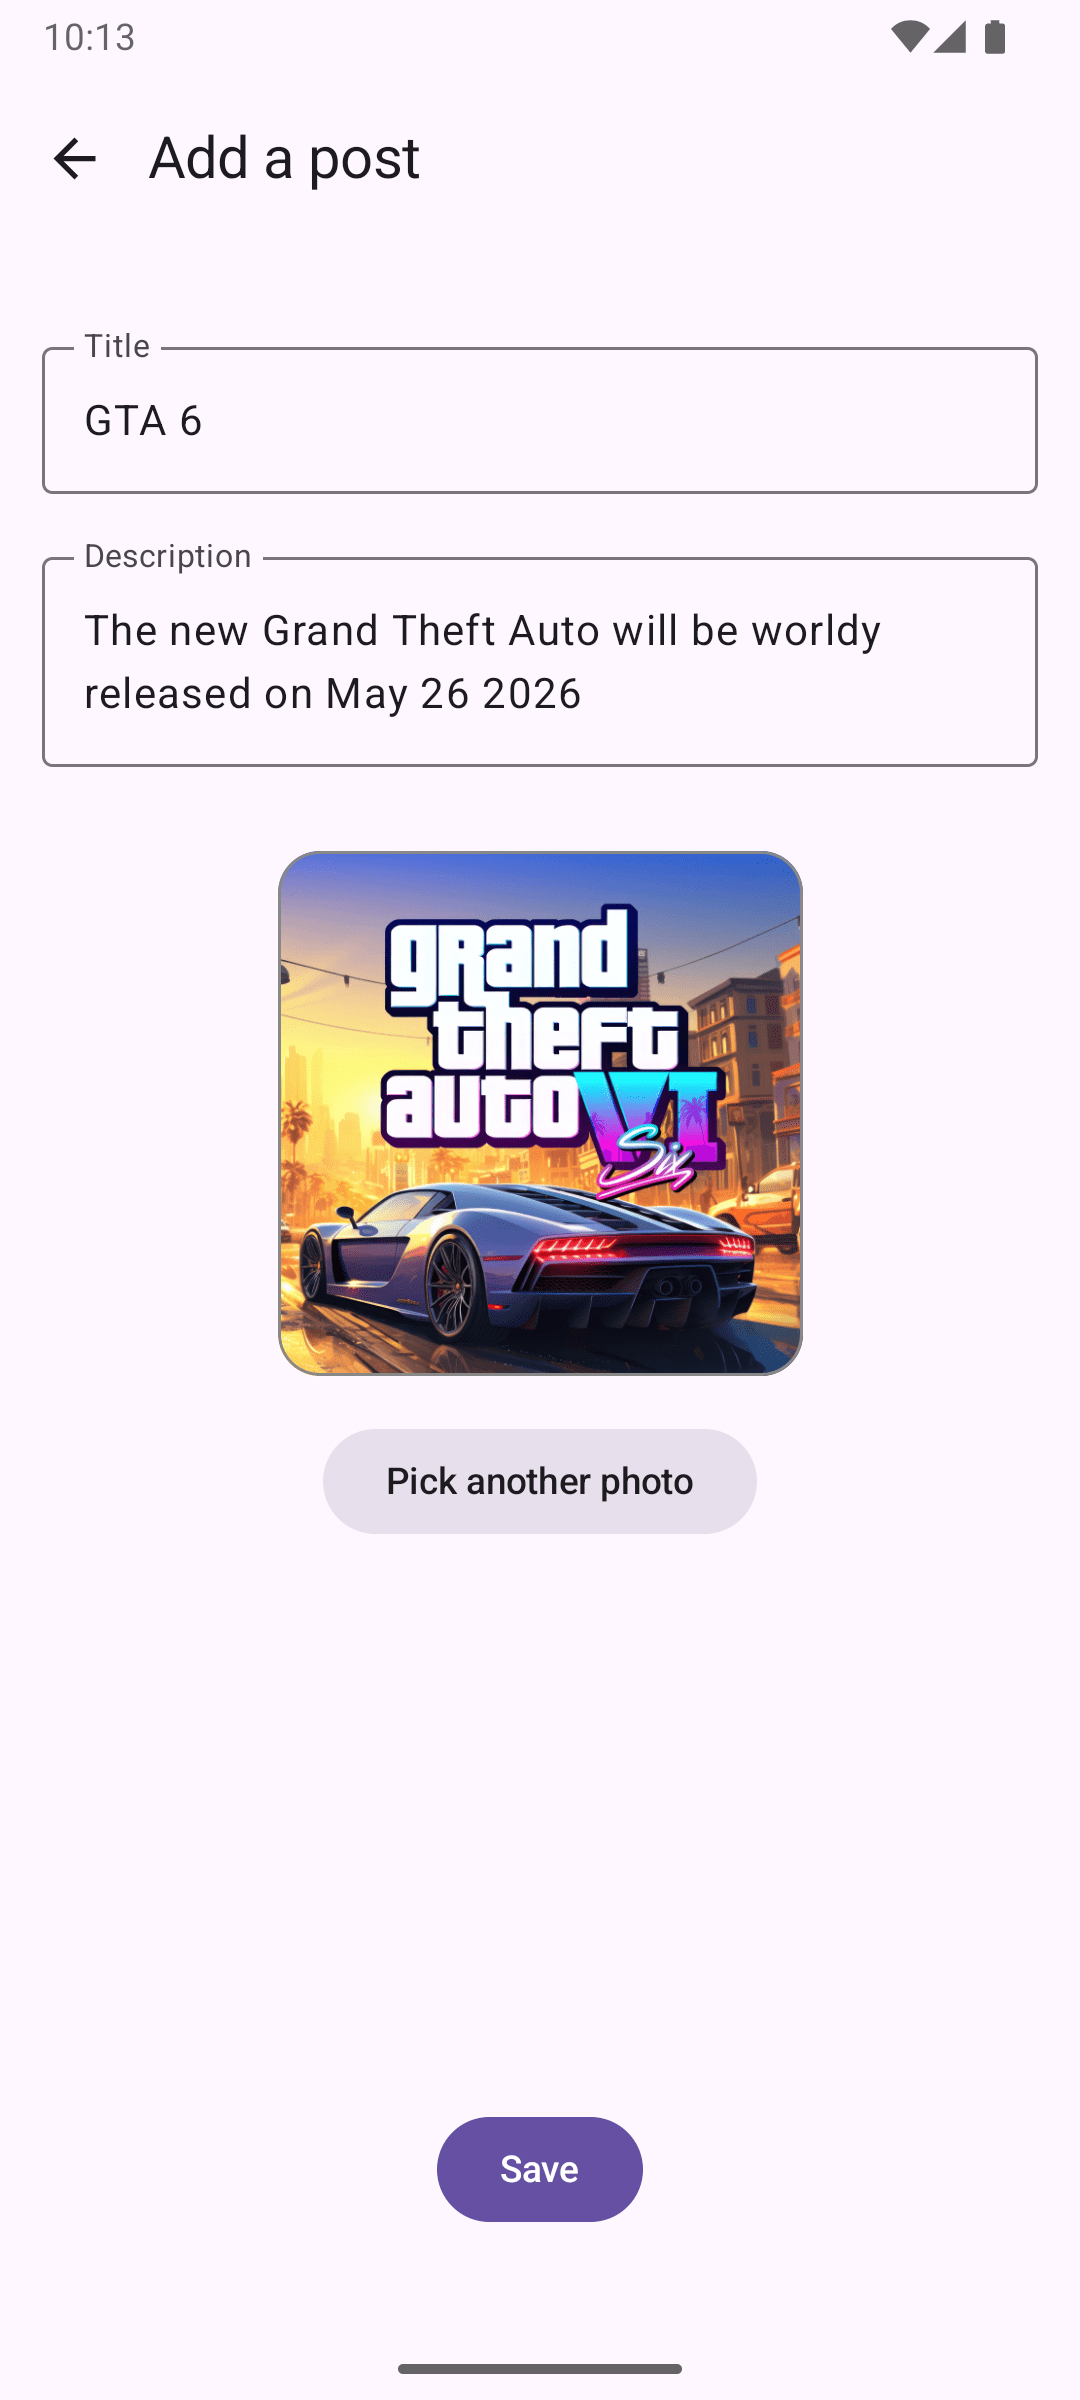 10:13
Add a post
Title
GTA 6
Description
The new Grand Theft Auto will be worldy
released on May 26 2026
grand
theft
auto VI
Six
Pick another photo
Save